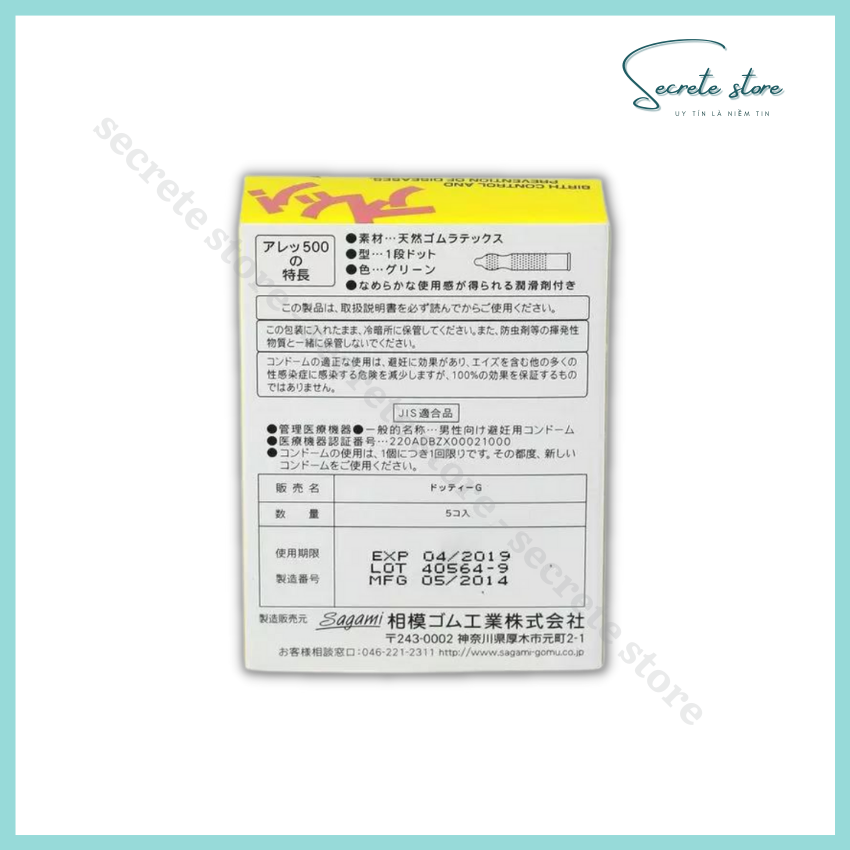 Secrete store
UY TÍN LÀ NIỀM TIN
BIRTH CONTROL AND
PREVENTION OF DISEASES
アレッ!
アレッ500
の
特長
●素材…天然ゴムラテックス
●型…1段ドット
●色…グリーン
●なめらかな使用感が得られる潤滑剤付き
この製品は、取扱説明書を必ず読んでからご使用ください。
この包装に入れたまま、冷暗所に保管してください。また、防虫剤等の揮発性
物質と一緒に保管しないでください。
コンドームの適正な使用は、避妊に効果があり、エイズを含む他の多くの
性感染症に感染する危険を減少しますが、100%の効果を保証するもの
ではありません。
JIS適合品
●管理医療機器●一般的名称…男性向け避妊用コンドーム
●医療機器認証番号…220ADBZX00021000
●コンドームの使用は、1個につき1回限りです。その都度、新しい
コンドームをご使用ください。
販売名 ドッティーG
数量 5コ入
使用期限 EXP 04/2019
LOT 40564-9
製造番号 MFG 05/2014
製造販売元 Sagami 相模ゴム工業株式会社
〒243-0002 神奈川県厚木市元町2-1
お客様相談窓口:046-221-2311 http://www.sagami-gomu.co.jp
secrete store - secrete store - secrete store
secrete store